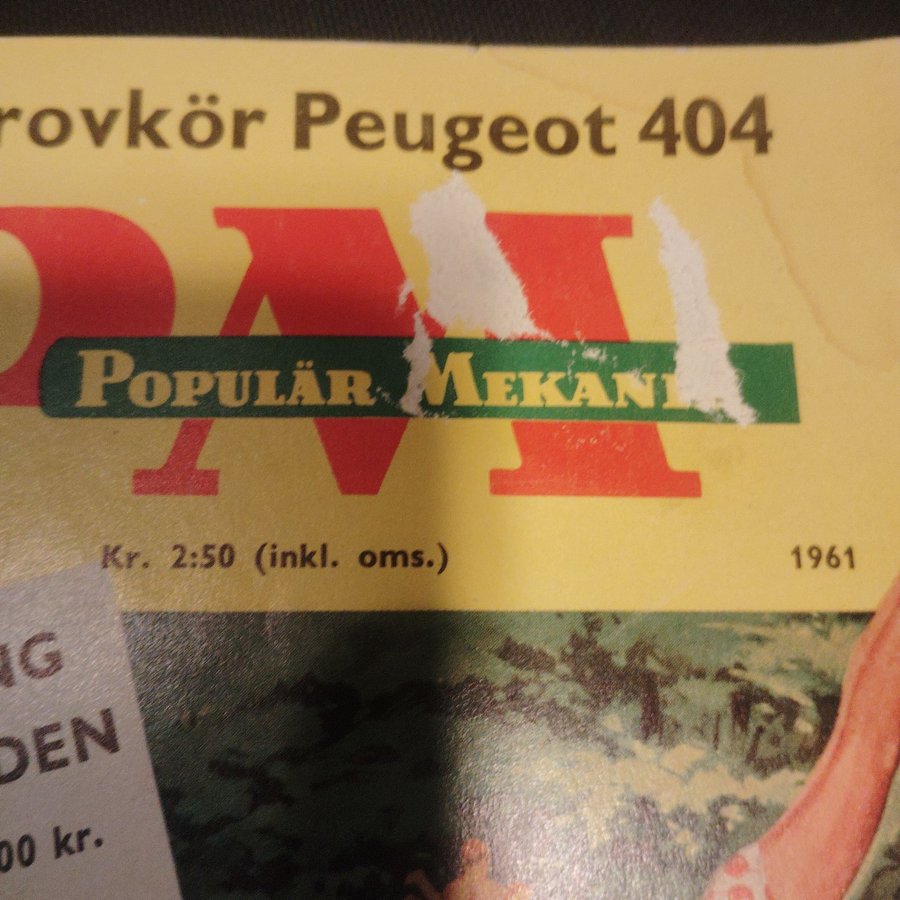 rovkör Peugeot 404
PM
POPULÄR MEKANI
Kr. 2:50 (inkl. oms.)
1961
NG
DEN
00 kr.